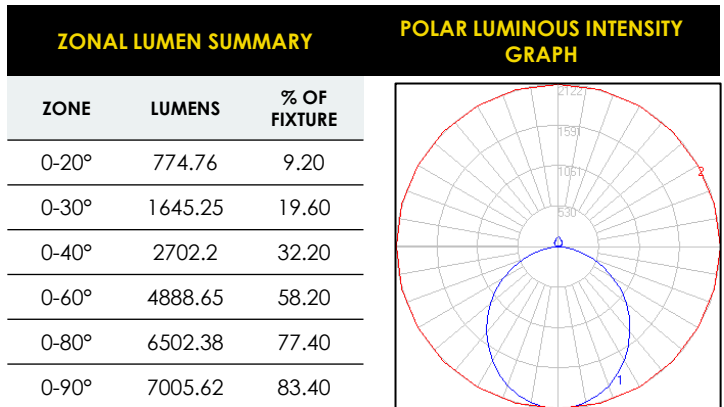 ZONAL LUMEN SUMMARY
POLAR LUMINOUS INTENSITY
GRAPH
ZONE LUMENS % OF
FIXTURE
0-20° 774.76 9.20
0-30° 1645.25 19.60
0-40° 2702.2 32.20
0-60° 4888.65 58.20
0-80° 6502.38 77.40
0-90° 7005.62 83.40
2122
1591
1061
530
2
1